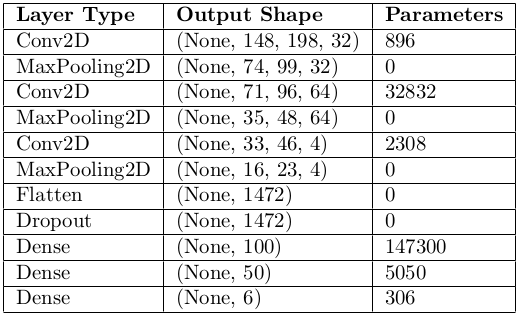 Layer Type Output Shape Parameters
Conv2D (None, 148, 198, 32) 896
MaxPooling2D (None, 74, 99, 32) 0
Conv2D (None, 71, 96, 64) 32832
MaxPooling2D (None, 35, 48, 64) 0
Conv2D (None, 33, 46, 4) 2308
MaxPooling2D (None, 16, 23, 4) 0
Flatten (None, 1472) 0
Dropout (None, 1472) 0
Dense (None, 100) 147300
Dense (None, 50) 5050
Dense (None, 6) 306